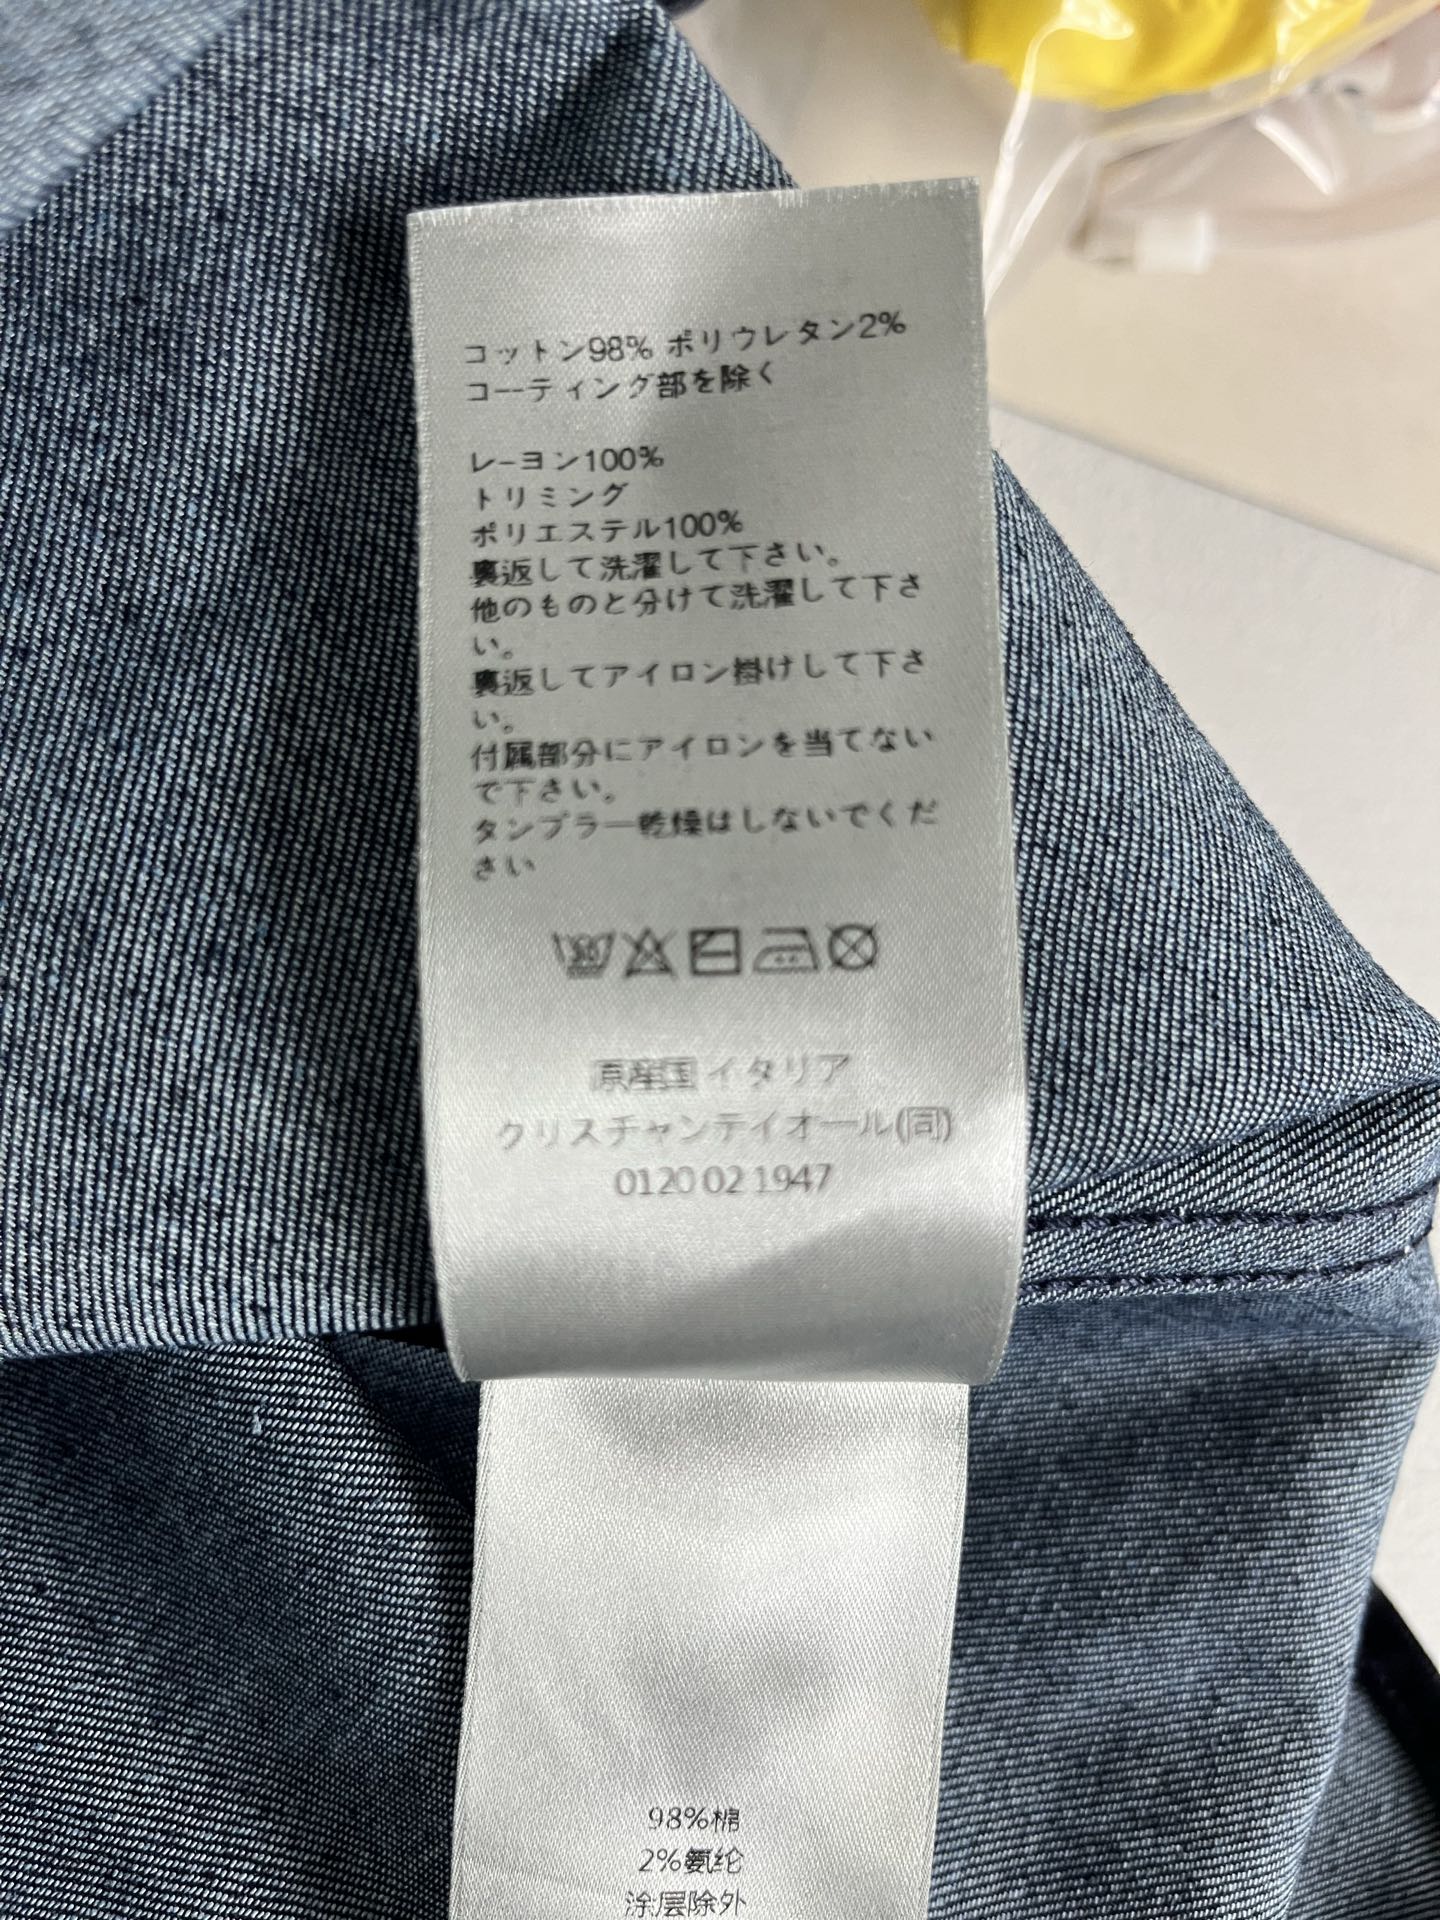 コットン98% ポリウレタン2%
コーティング部を除く
レーヨン100%
トリミング
ポリエステル100%
裏返して洗濯して下さい。
他のものと分けて洗濯して下さ
い。
裏返してアイロン掛けして下さ
い。
付属部分にアイロンを当てない
で下さい。
タンブラー乾燥はしないでくだ
さい
30
原産国 イタリア
クリスチャンディオール(同)
0120 02 1947
98%棉
2%氨纶
涂层除外